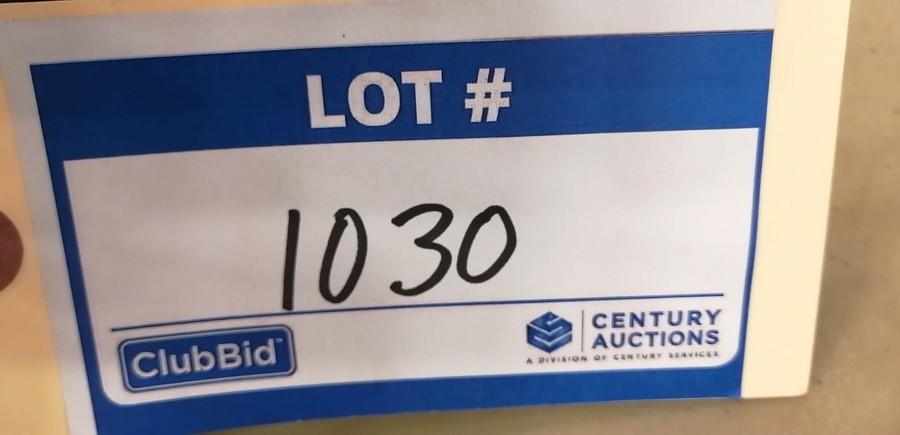 LOT #
1030
ClubBid™
CENTURY
AUCTIONS
A DIVISION OF CENTURY SERVICES